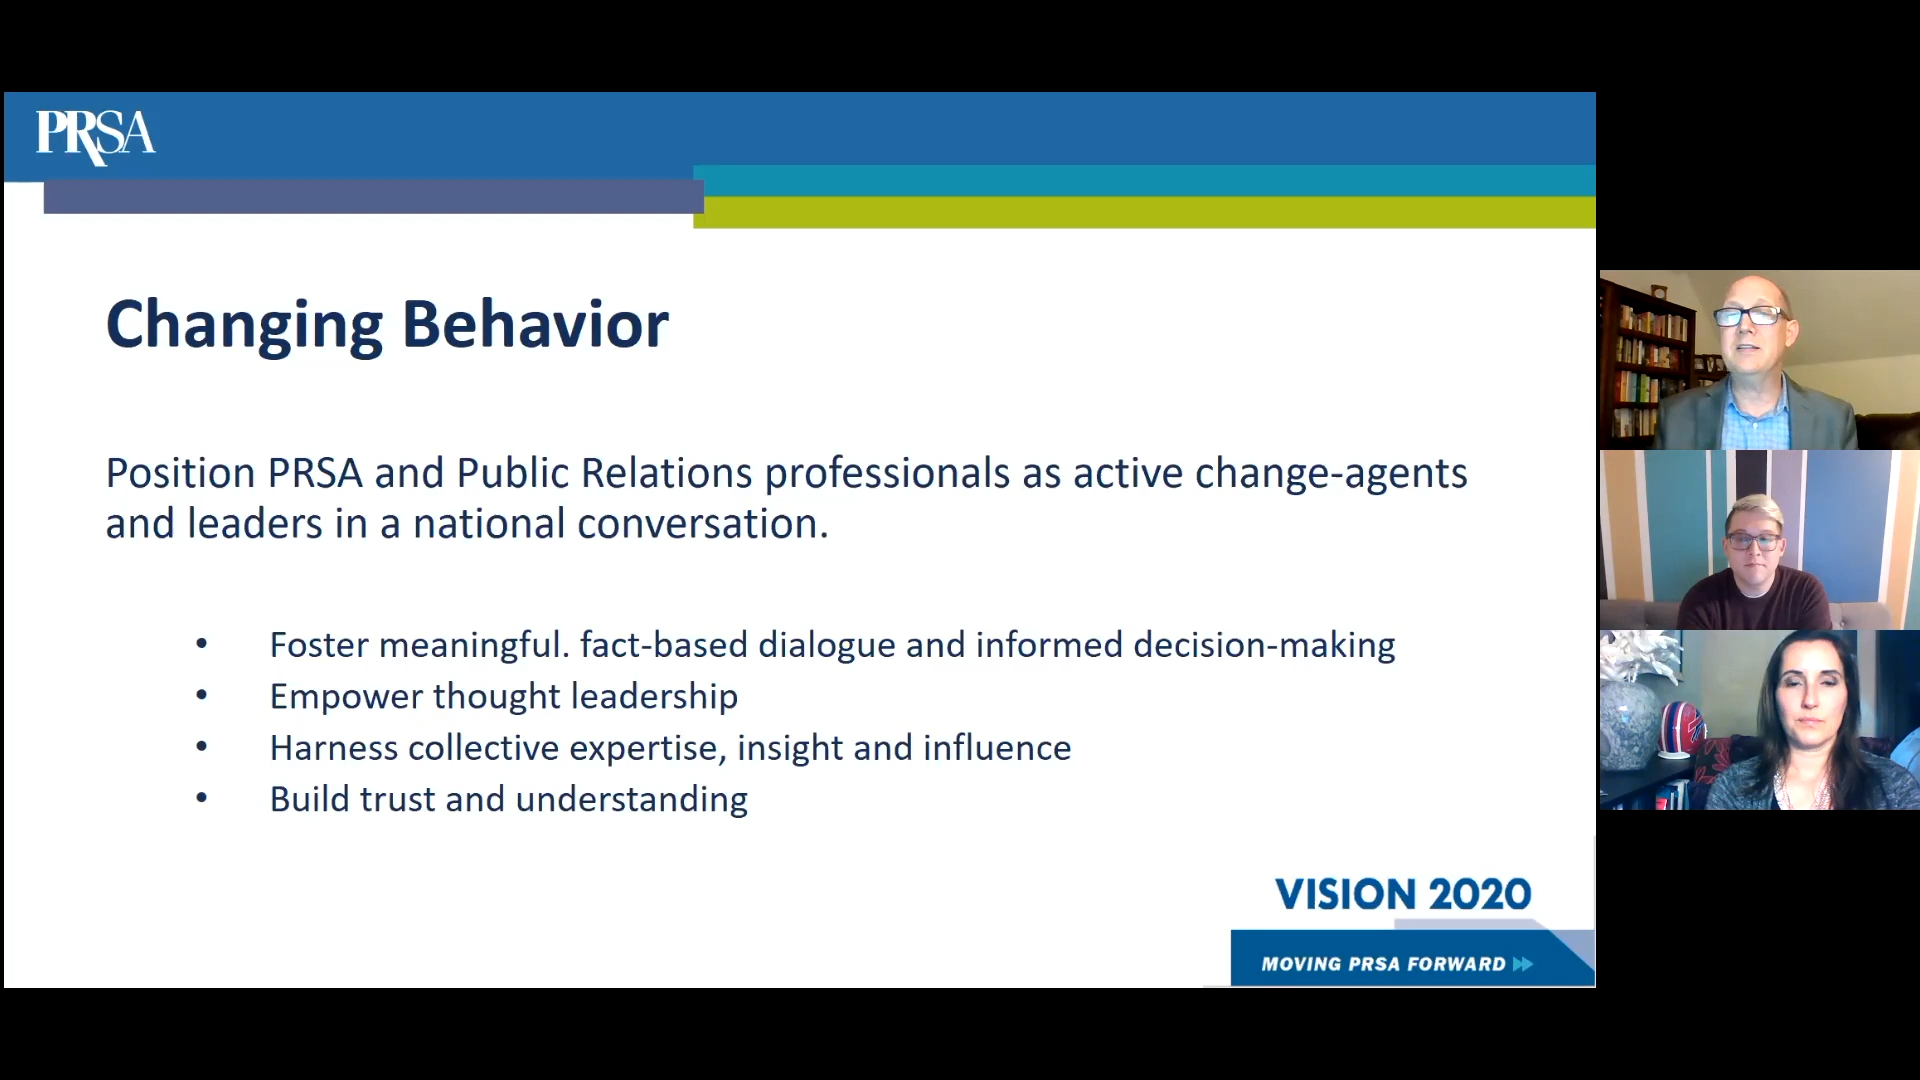 PRSA
Changing Behavior
Position PRSA and Public Relations professionals as active change-agents
and leaders in a national conversation.
• Foster meaningful. fact-based dialogue and informed decision-making
• Empower thought leadership
• Harness collective expertise, insight and influence
• Build trust and understanding
VISION 2020
MOVING PRSA FORWARD